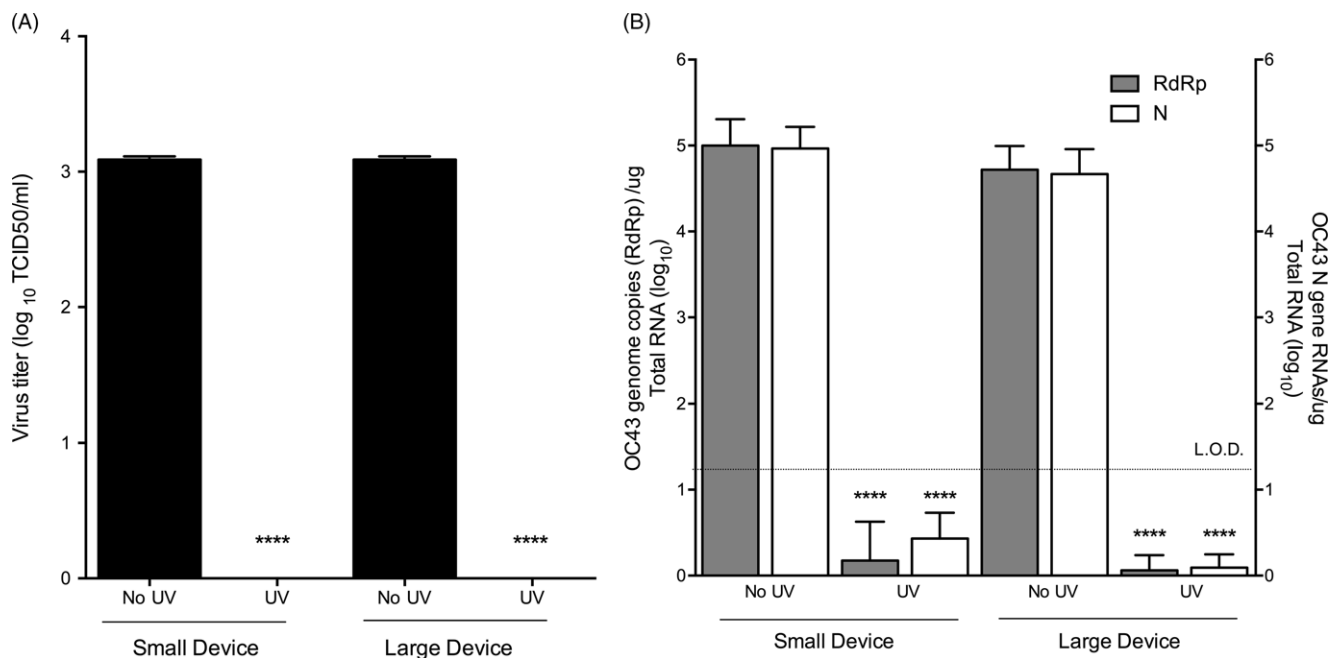 (A)
Virus titer (log 10 TCID50/ml)
4
3
2
1
0
****
****
No UV
UV
No UV
UV
Small Device
Large Device
(B)
OC43 genome copies (RdRp) /ug
Total RNA (log10)
6
5
4
3
2
1
0
RdRp
N
L.O.D.
****
****
****
****
6
5
4
3
2
1
0
OC43 N gene RNAs/ug
Total RNA (log10)
No UV
UV
No UV
UV
Small Device
Large Device